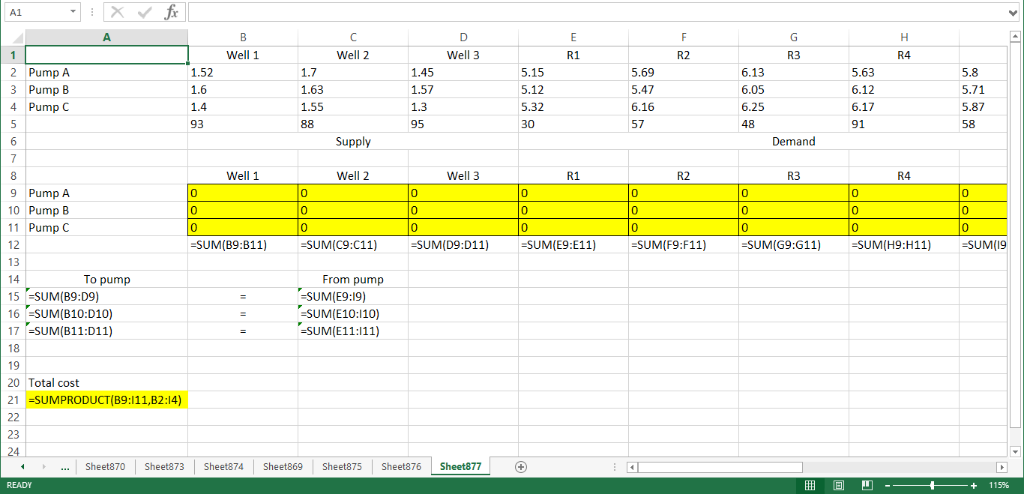 A1 fx
A B C D E F G H
1 Well 1 Well 2 Well 3 R1 R2 R3 R4
2 Pump A 1.52 1.7 1.45 5.15 5.69 6.13 5.63 5.8
3 Pump B 1.6 1.63 1.57 5.12 5.47 6.05 6.12 5.71
4 Pump C 1.4 1.55 1.3 5.32 6.16 6.25 6.17 5.87
5 93 88 95 30 57 48 91 58
6 Supply Demand
7
8 Well 1 Well 2 Well 3 R1 R2 R3 R4
9 Pump A 0 0 0 0 0 0 0 0
10 Pump B 0 0 0 0 0 0 0 0
11 Pump C 0 0 0 0 0 0 0 0
12 =SUM(B9:B11) =SUM(C9:C11) =SUM(D9:D11) =SUM(E9:E11) =SUM(F9:F11) =SUM(G9:G11) =SUM(H9:H11) =SUM(I9
13
14 To pump From pump
15 =SUM(B9:D9) = =SUM(E9:I9)
16 =SUM(B10:D10) = =SUM(E10:I10)
17 =SUM(B11:D11) = =SUM(E11:I11)
18
19
20 Total cost
21 =SUMPRODUCT(B9:I11,B2:I4)
22
23
24
... Sheet870 Sheet873 Sheet874 Sheet869 Sheet875 Sheet876 Sheet877
READY 115%